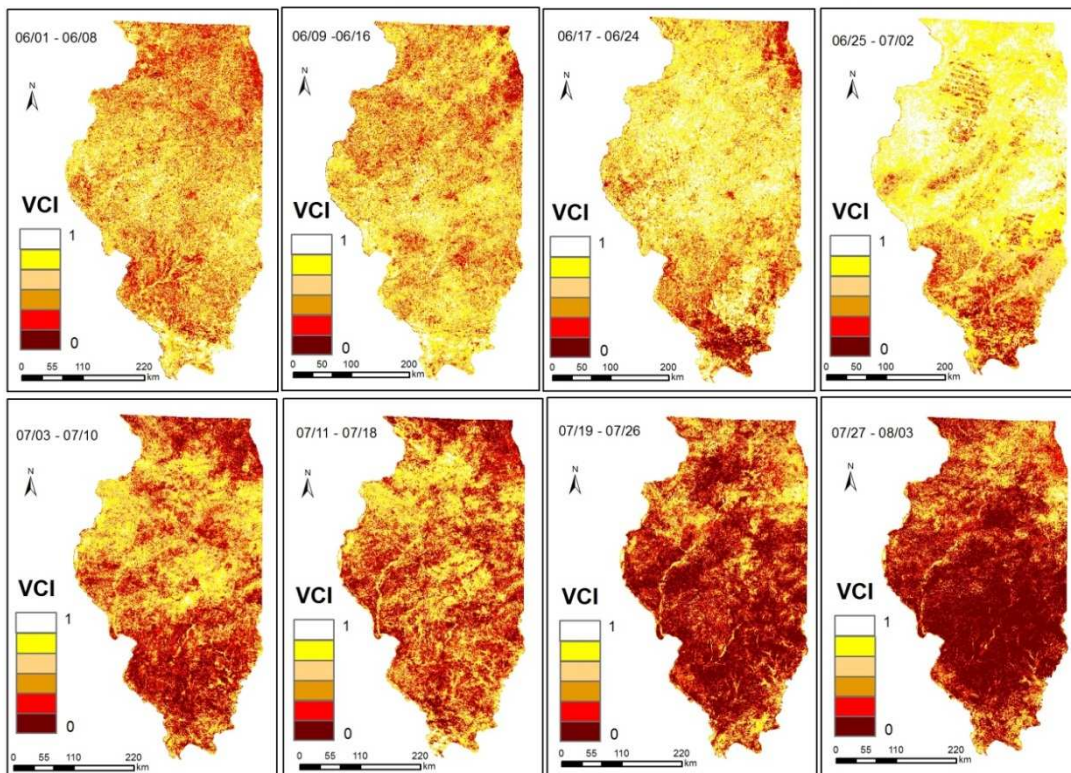 06/01 - 06/08
N
VCI
1
0
0 55 110 220
km
06/09 -06/16
N
VCI
1
0
0 50 100 200
km
06/17 - 06/24
N
VCI
1
0
0 50 100 200
km
06/25 - 07/02
N
VCI
1
0
0 50 100 200
km
07/03 - 07/10
N
VCI
1
0
0 55 110 220
km
07/11 - 07/18
N
VCI
1
0
0 55 110 220
km
07/19 - 07/26
N
VCI
1
0
0 55 110 220
km
07/27 - 08/03
N
VCI
1
0
0 55 110 220
km